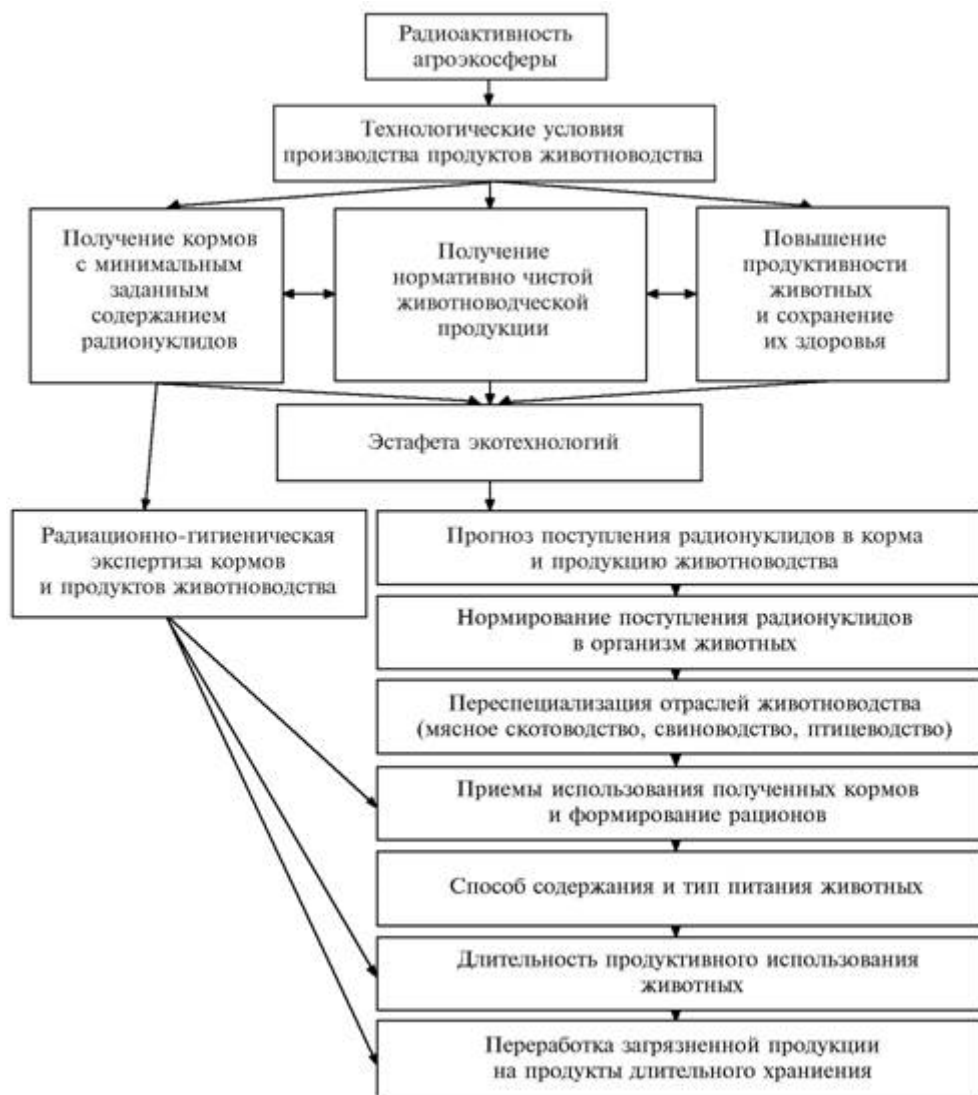 Радиоактивность
агроэкосферы
Технологические условия
производства продуктов животноводства
Получение кормов
с минимальным
заданным
содержанием
радионуклидов
Получение
нормативно чистой
животноводческой
продукции
Повышение
продуктивности
животных
и сохранение
их здоровья
Эстафета экотехнологий
Радиационно-гигиеническая
экспертиза кормов
и продуктов животноводства
Прогноз поступления радионуклидов в корма
и продукцию животноводства
Нормирование поступления радионуклидов
в организм животных
Переспециализация отраслей животноводства
(мясное скотоводство, свиноводство, птицеводство)
Приемы использования полученных кормов
и формирование рационов
Способ содержания и тип питания животных
Длительность продуктивного использования
животных
Переработка загрязненной продукции
на продукты длительного храниения